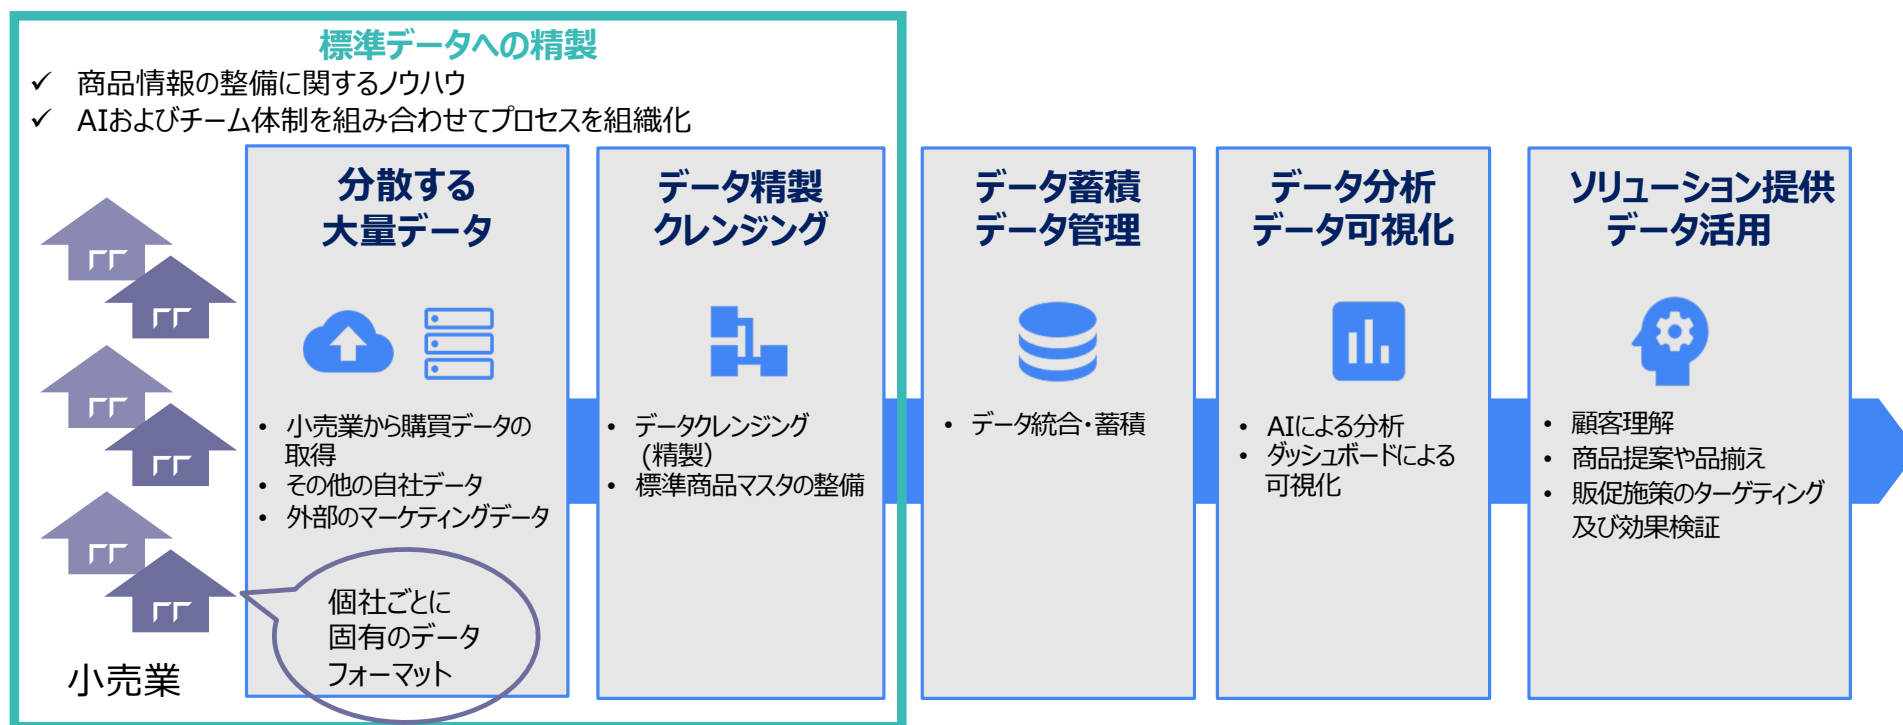 標準データへの精製
✓ 商品情報の整備に関するノウハウ
✓ AIおよびチーム体制を組み合わせてプロセスを組織化
小売業
分散する
大量データ
• 小売業から購買データの
取得
• その他の自社データ
• 外部のマーケティングデータ
個社ごとに
固有のデータ
フォーマット
データ精製
クレンジング
• データクレンジング
(精製）
• 標準商品マスタの整備
データ蓄積
データ管理
• データ統合・蓄積
データ分析
データ可視化
• AIによる分析
• ダッシュボードによる
可視化
ソリューション提供
データ活用
• 顧客理解
• 商品提案や品揃え
• 販促施策のターゲティング
及び効果検証